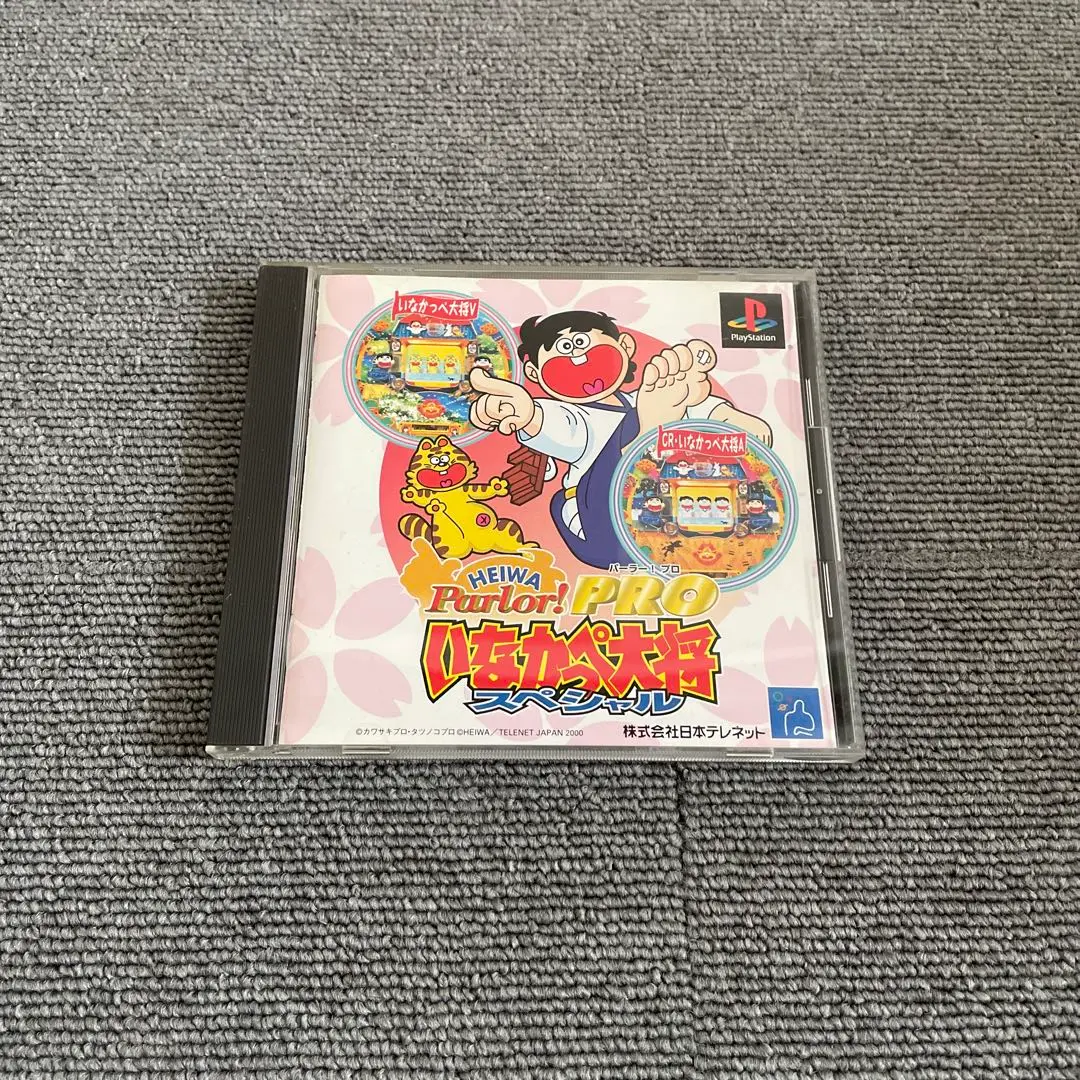 いなかっぺ大将V
PlayStation
CR・いなかっぺ大将A
HEIWA
パーラー!プロ
Parlor! PRO
いなかっぺ大将
スペシャル
©カワサキプロ・タツノコプロ ©HEIWA/TELENET JAPAN 2000
株式会社日本テレネット